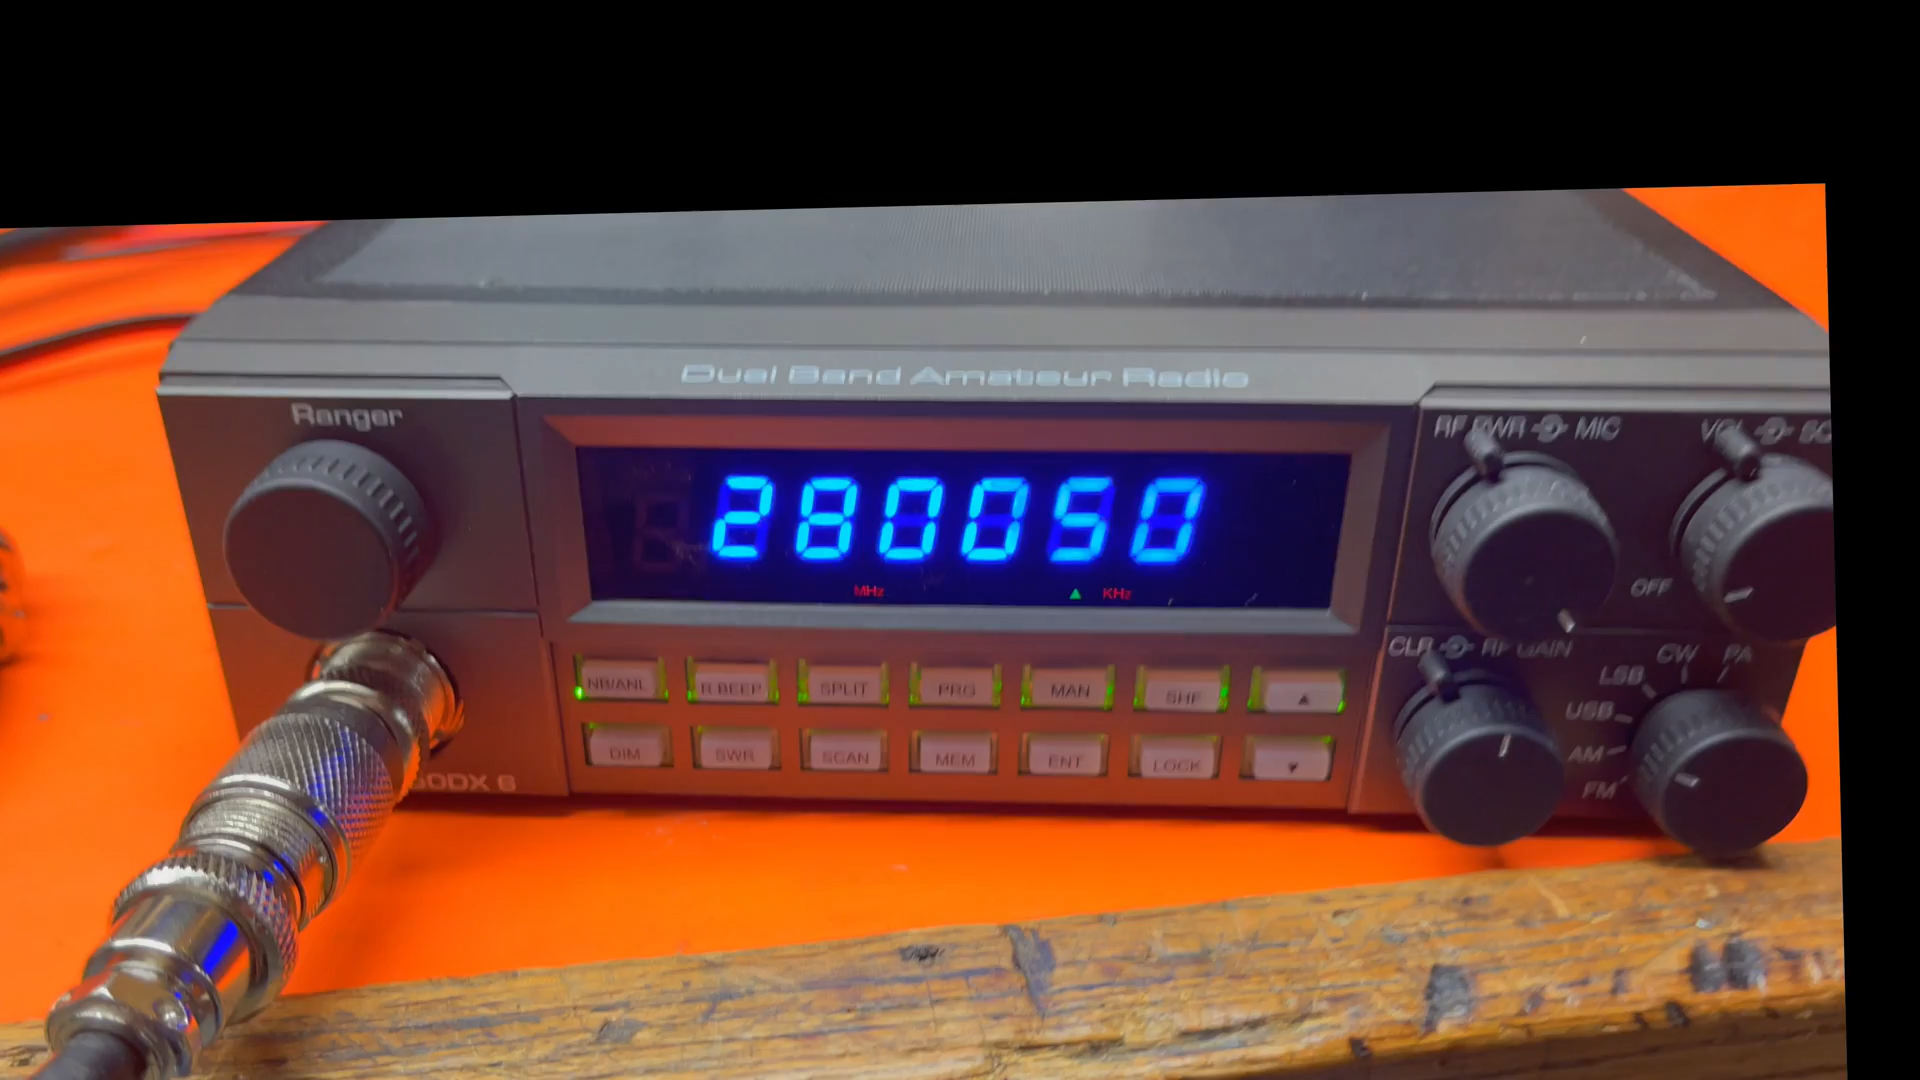 Dual Band Amateur Radio
Ranger
RF PWR MIC
280050
MHz KHz
OFF
NB/ANL R BEEP SPLIT PRG MAN SHF ▲
DIM SWR SCAN MEM ENT LOCK ▼
CLR RF GAIN
PA
CW
LSB
USB
AM
FM